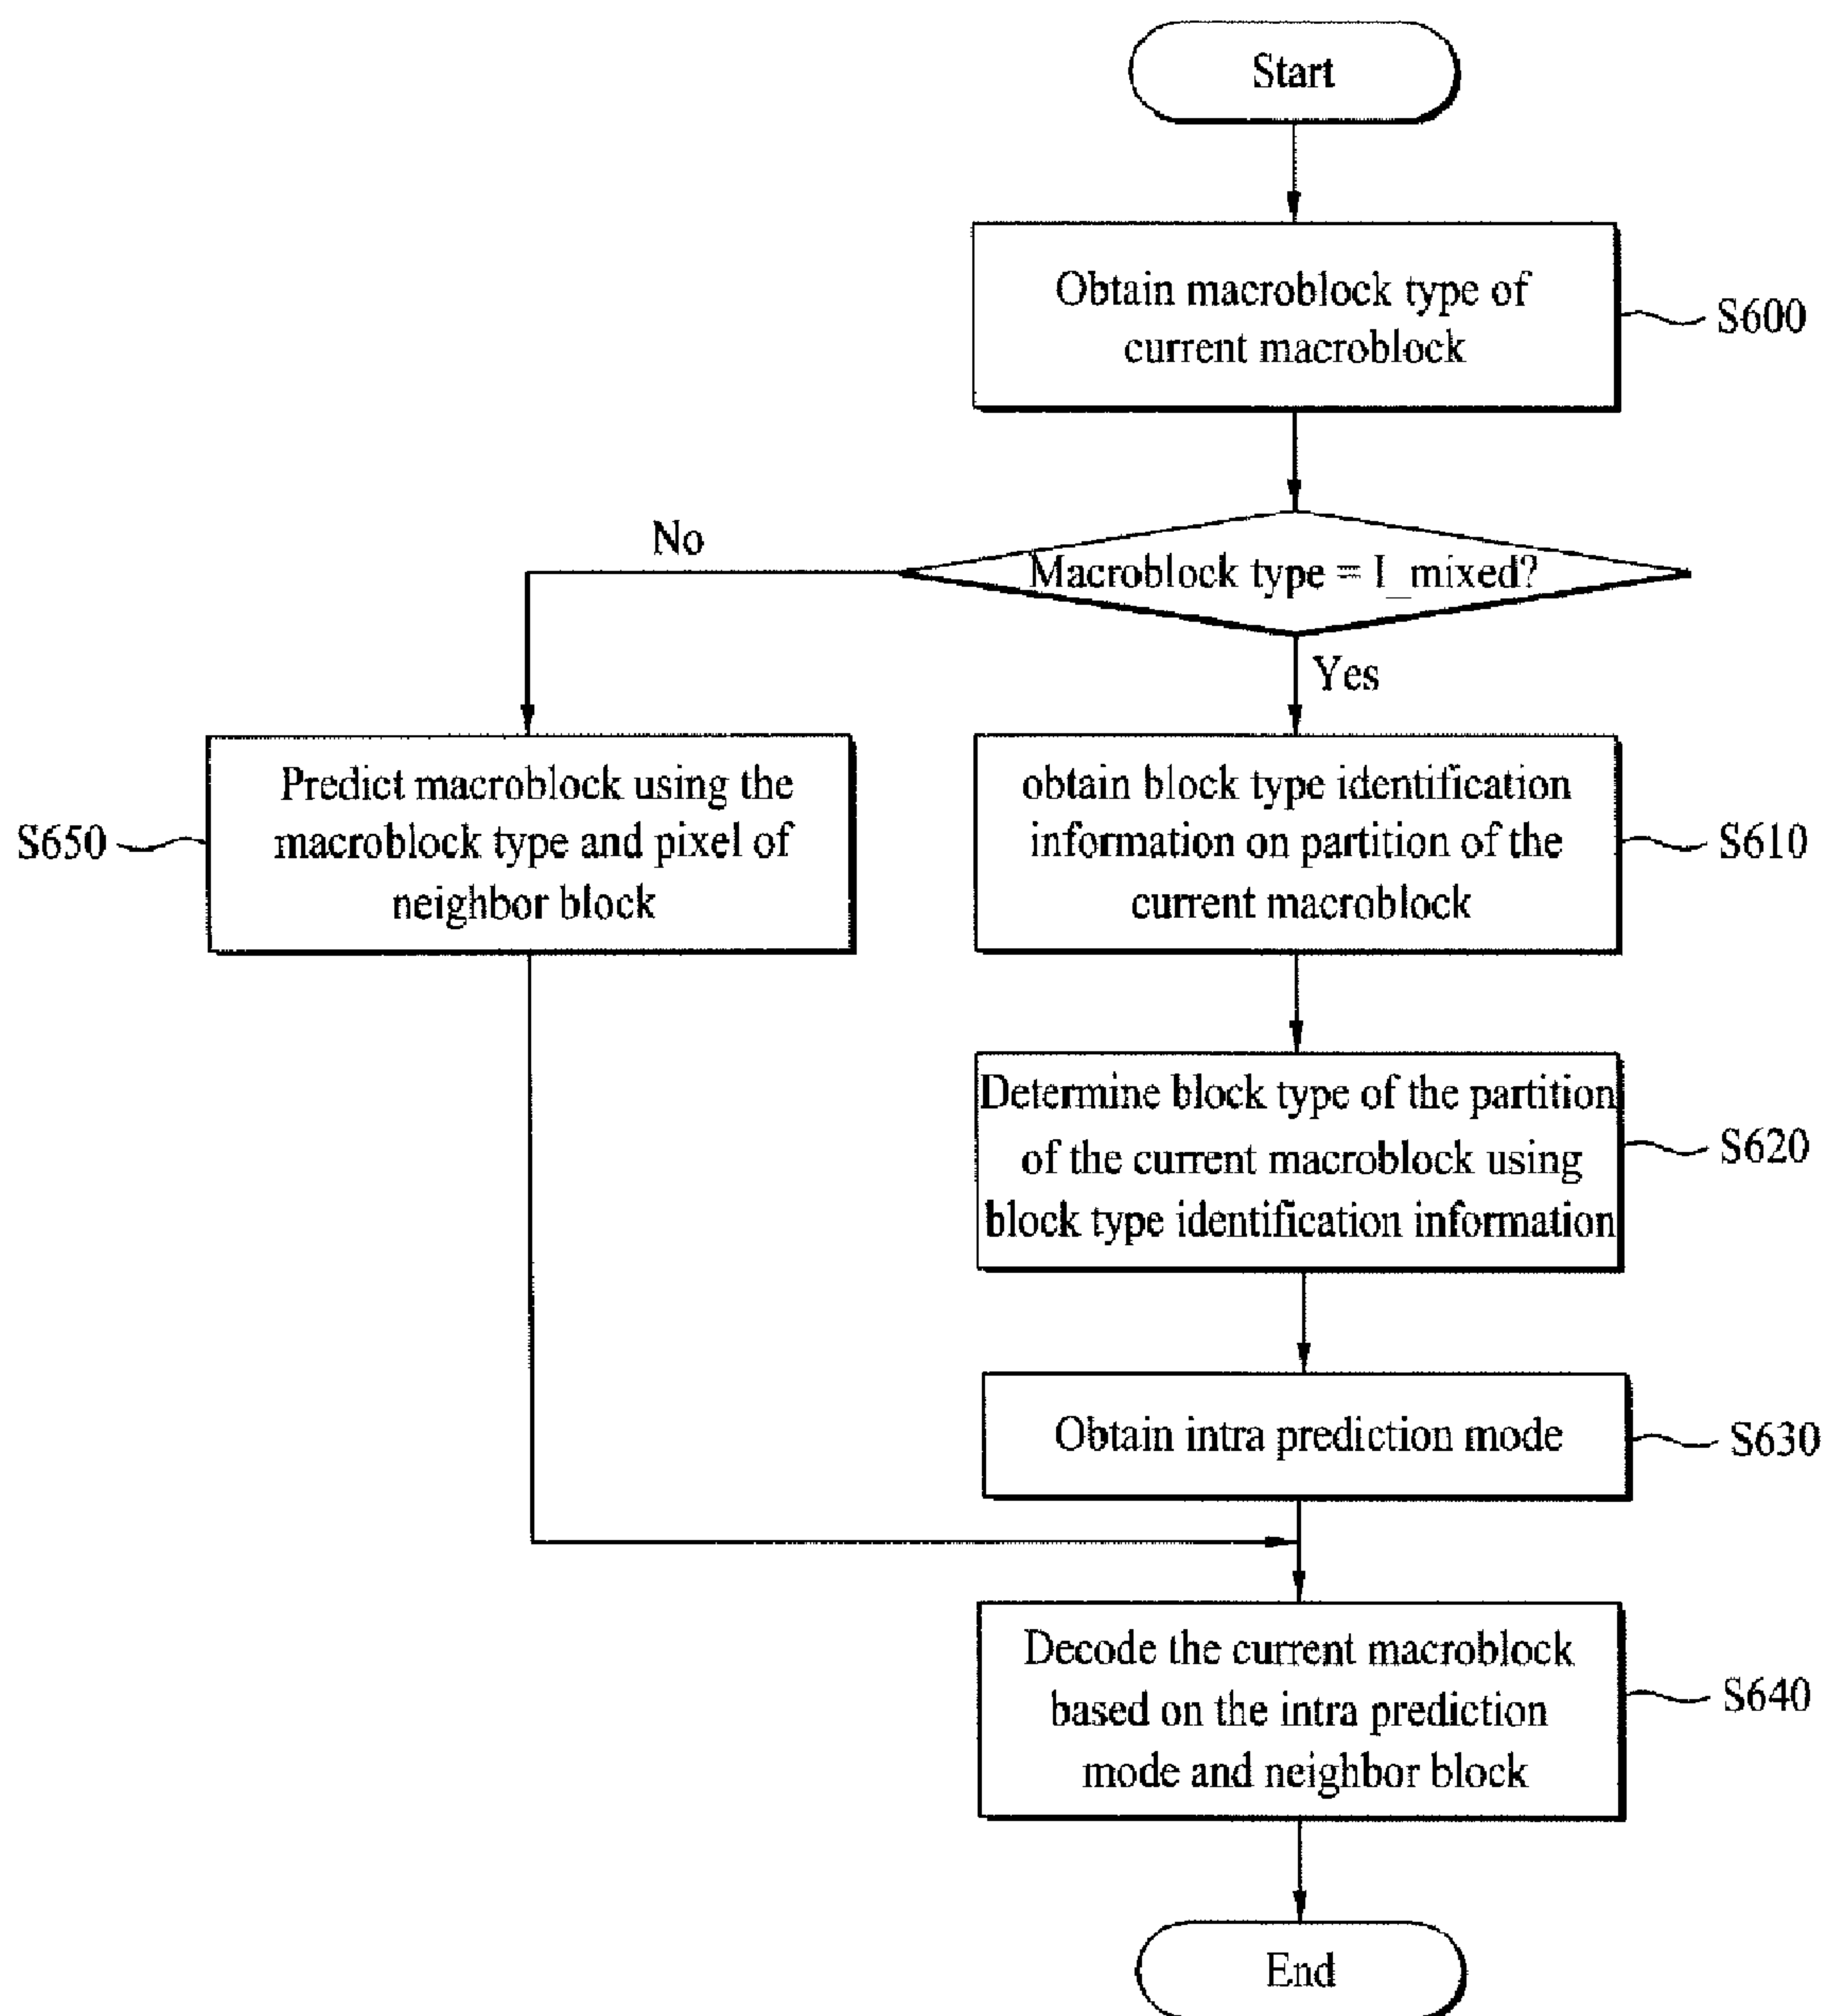 Start
Obtain macroblock type of
current macroblock
S600
Macroblock type = I_mixed?
No
Yes
Predict macroblock using the
macroblock type and pixel of
neighbor block
S650
obtain block type identification
information on partition of the
current macroblock
S610
Determine block type of the partition
of the current macroblock using
block type identification information
S620
Obtain intra prediction mode
S630
Decode the current macroblock
based on the intra prediction
mode and neighbor block
S640
End